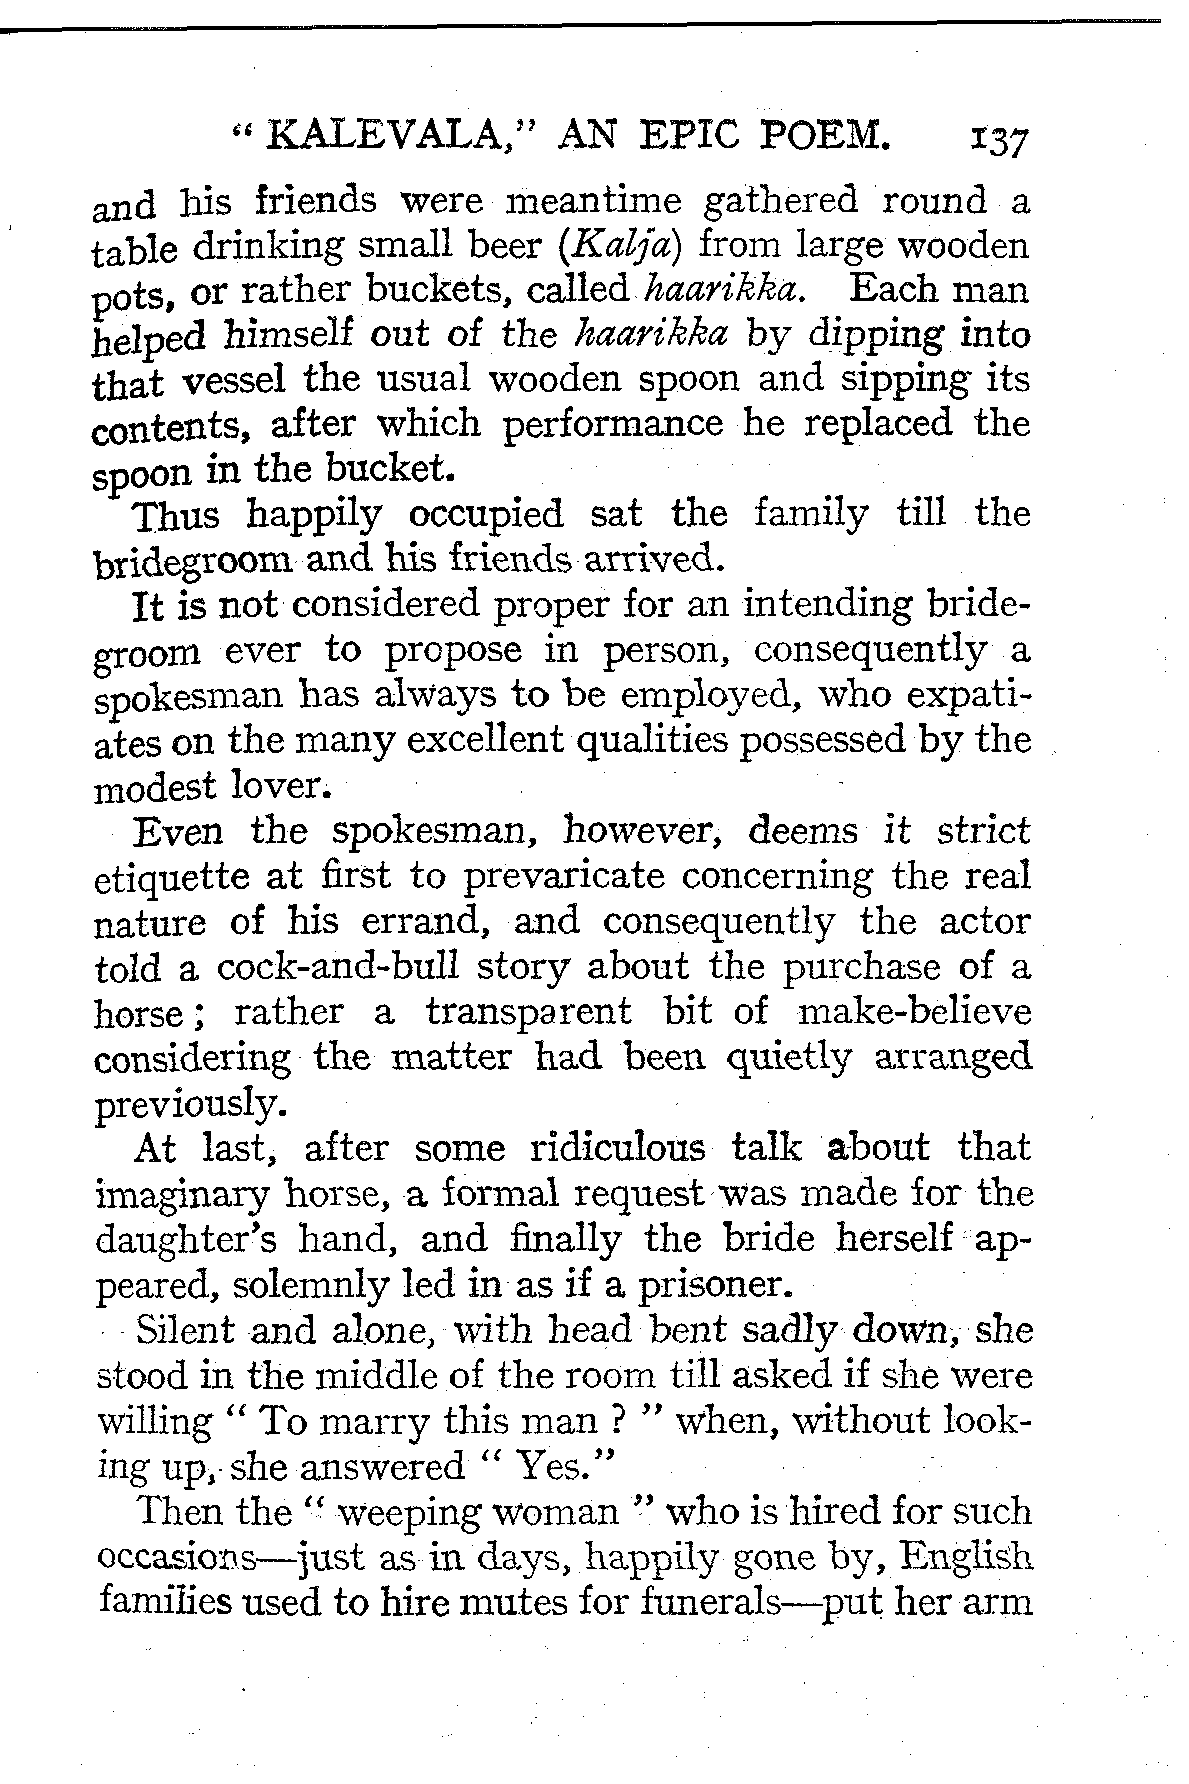 “ KALEVALA,” AN EPIC POEM. 137
and his friends were meantime gathered round a
table drinking small beer (Kalja) from large wooden
pots, or rather buckets, called haarikka. Each man
helped himself out of the haarikka by dipping into
that vessel the usual wooden spoon and sipping its
contents, after which performance he replaced the
spoon in the bucket.
Thus happily occupied sat the family till the
bridegroom and his friends arrived.
It is not considered proper for an intending bride-
groom ever to propose in person, consequently a
spokesman has always to be employed, who expati-
ates on the many excellent qualities possessed by the
modest lover.
Even the spokesman, however, deems it strict
etiquette at first to prevaricate concerning the real
nature of his errand, and consequently the actor
told a cock-and-bull story about the purchase of a
horse ; rather a transparent bit of make-believe
considering the matter had been quietly arranged
previously.
At last, after some ridiculous talk about that
imaginary horse, a formal request was made for the
daughter’s hand, and finally the bride herself ap-
peared, solemnly led in as if a prisoner.
Silent and alone, with head bent sadly down, she
stood in the middle of the room till asked if she were
willing “ To marry this man ? ” when, without look-
ing up, she answered “ Yes.”
Then the “ weeping woman ” who is hired for such
occasions—just as in days, happily gone by, English
families used to hire mutes for funerals—put her arm